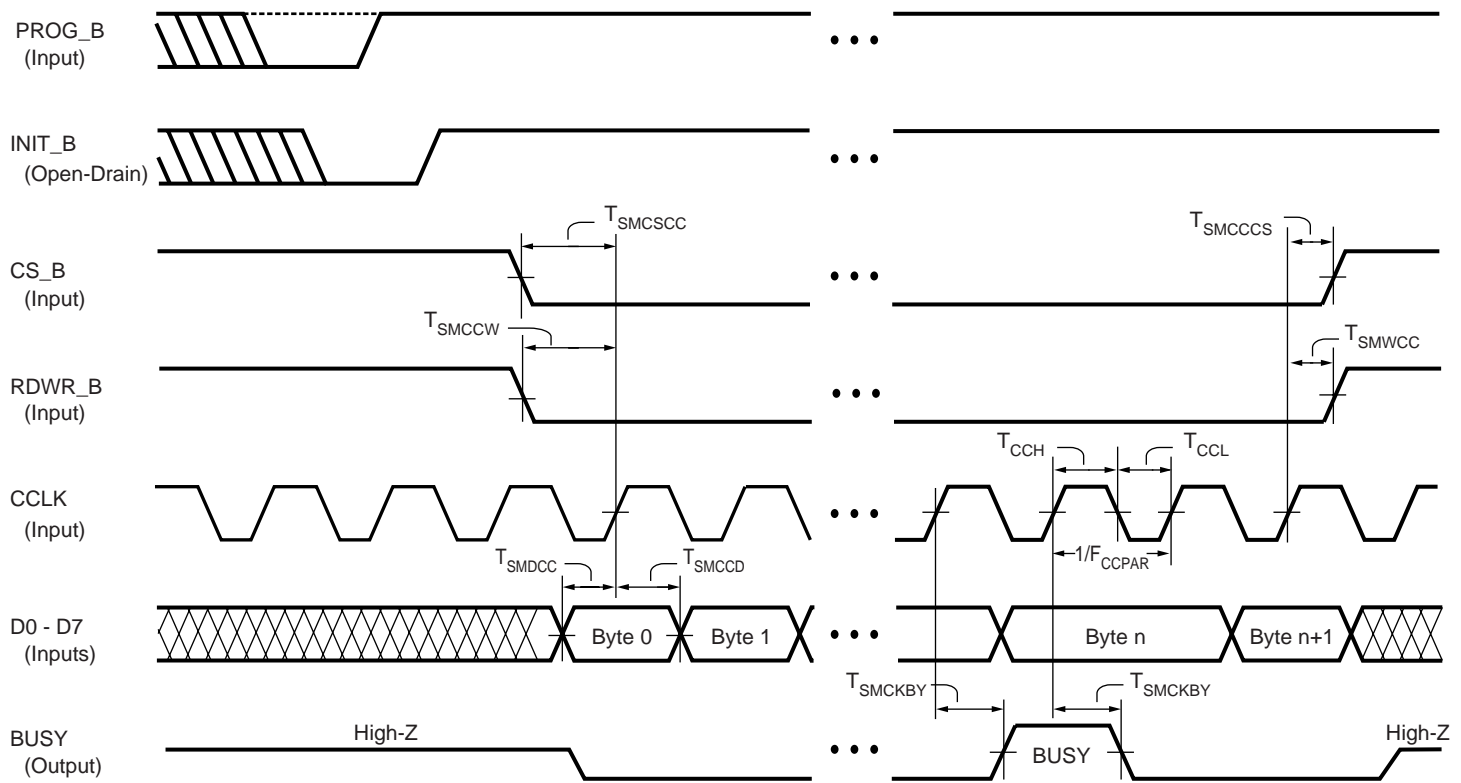 PROG_B
(Input)
INIT_B
(Open-Drain)
T_SMCSCC
T_SMCCCS
CS_B
(Input)
T_SMCCW
T_SMWCC
RDWR_B
(Input)
T_CCH
T_CCL
CCLK
(Input)
1/F_CCPAR
T_SMDCC
T_SMCCD
D0 - D7
(Inputs)
Byte 0
Byte 1
Byte n
Byte n+1
T_SMCKBY
T_SMCKBY
BUSY
(Output)
High-Z
BUSY
High-Z